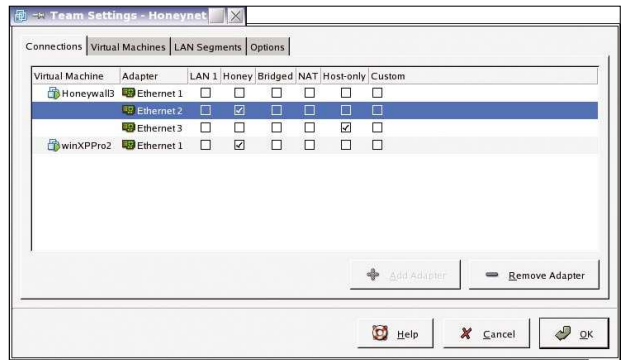 Team Settings - Honeynet
Connections Virtual Machines LAN Segments Options
Virtual Machine Adapter LAN 1 Honey Bridged NAT Host-only Custom
Honeywall3 Ethernet 1
Ethernet 2
Ethernet 3
winXPPro2 Ethernet 1
Add Adapter Remove Adapter
Help Cancel OK